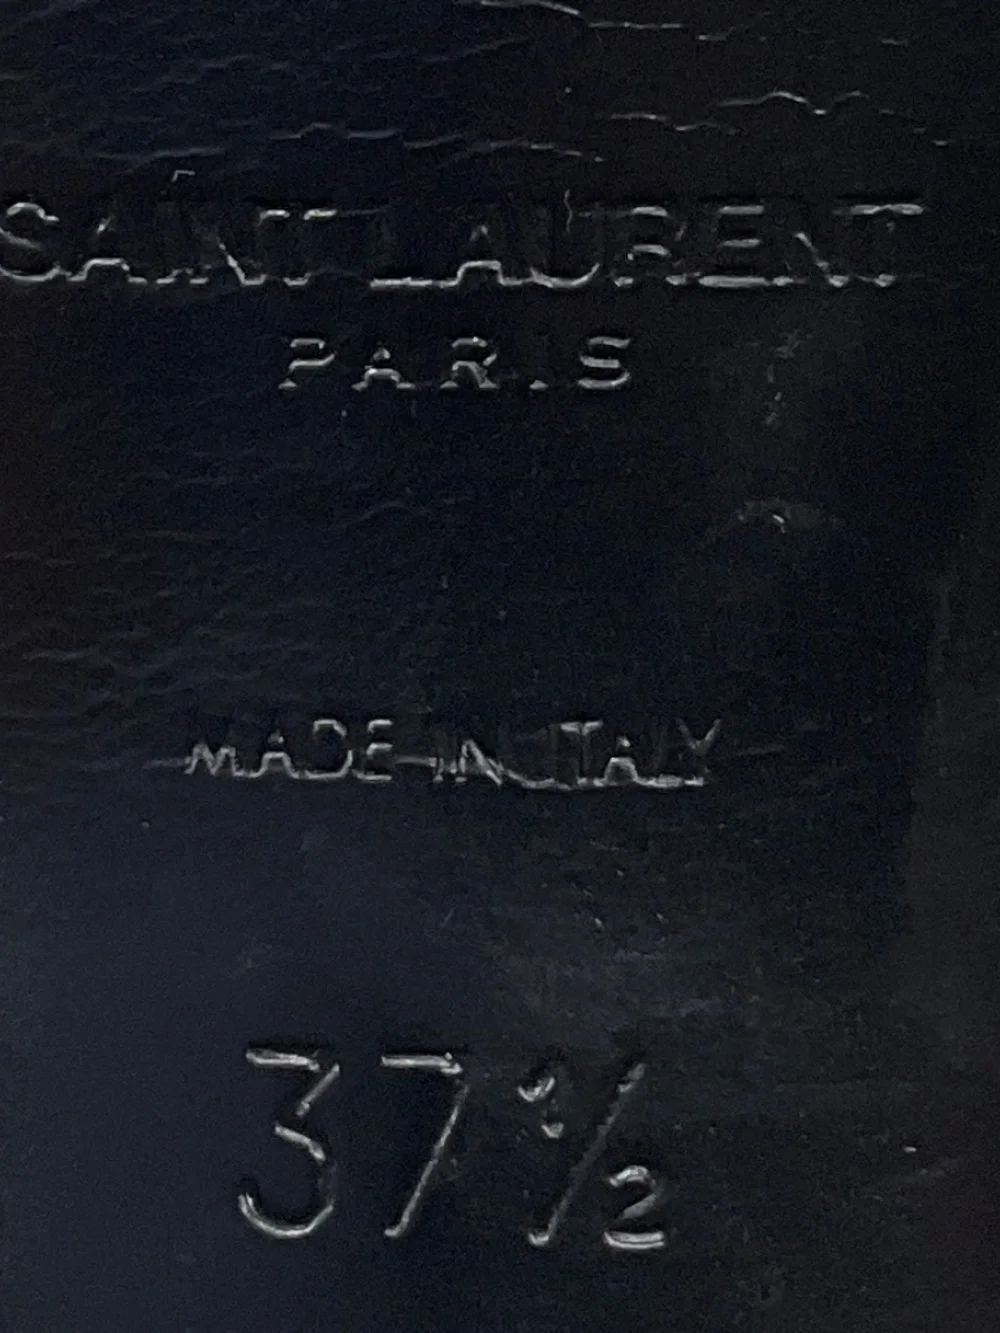 SAINT LAURENT
PARIS
MADE IN ITALY
37½